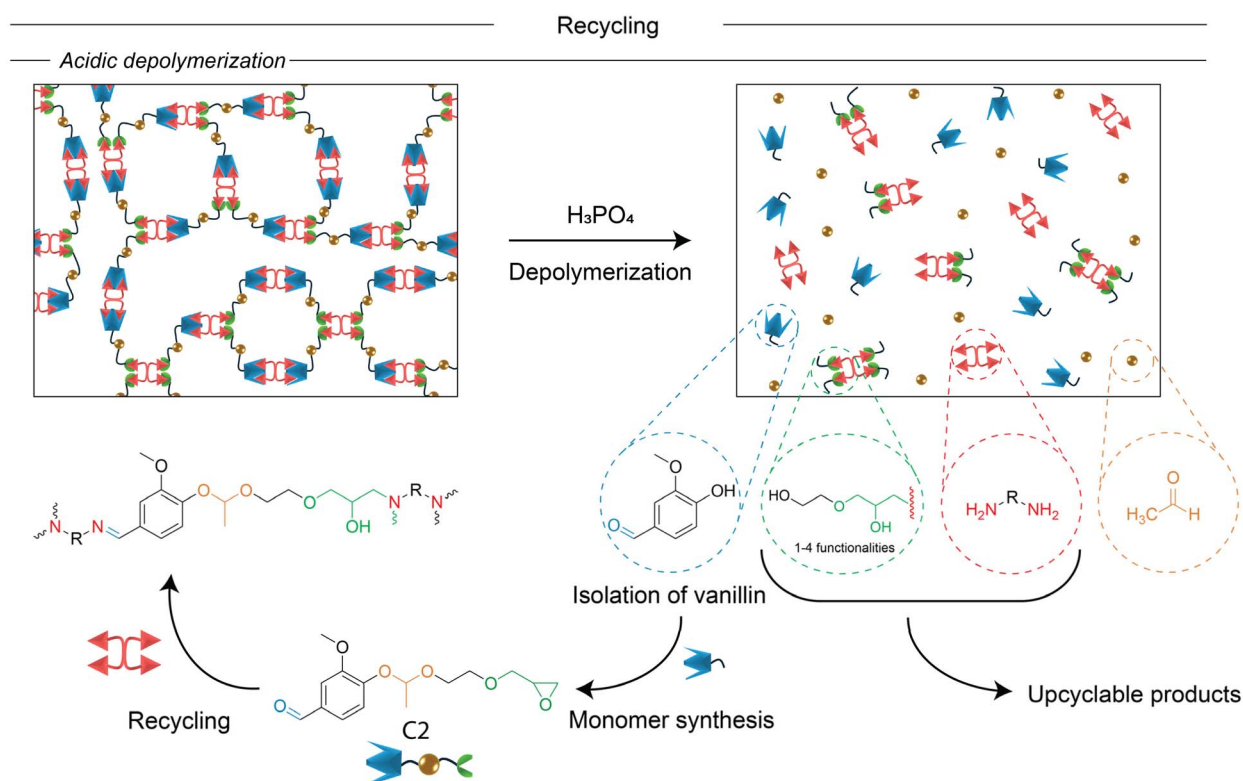 Recycling
Acidic depolymerization
H₃PO₄
Depolymerization
O
O
O
O
OH
N
R
N
N
R
N
O
OH
O
HO
O
OH
1-4 functionalities
H₂N
R
NH₂
O
H₃C
H
Isolation of vanillin
Upcyclable products
Recycling
O
O
O
O
O
O
C2
Monomer synthesis